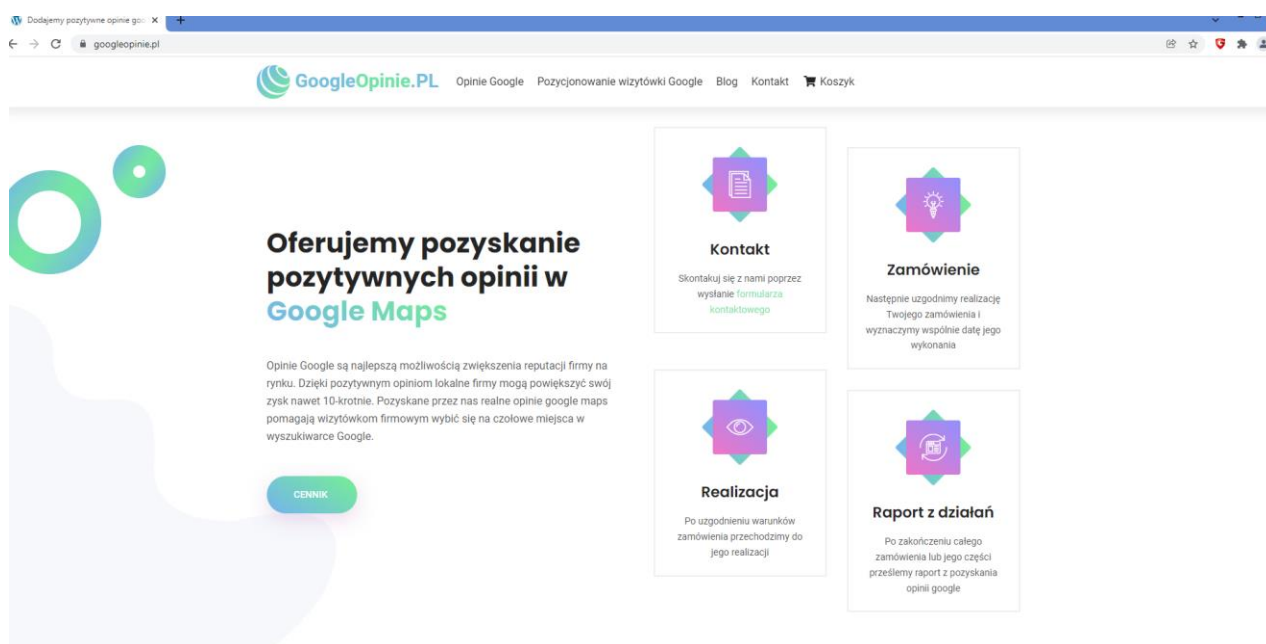 Dodajemy pozytywne opinie goo
googleopinie.pl
GoogleOpinie.PL
Opinie Google
Pozycjonowanie wizytówki Google
Blog
Kontakt
Koszyk
Oferujemy pozyskanie
pozytywnych opinii w
Google Maps
Opinie Google są najlepszą możliwością zwiększenia reputacji firmy na
rynku. Dzięki pozytywnym opiniom lokalne firmy mogą powiększyć swój
zysk nawet 10-krotnie. Pozyskane przez nas realne opinie google maps
pomagają wizytówkom firmowym wybić się na czołowe miejsca w
wyszukiwarce Google.
CENNIK
Kontakt
Skontakuj się z nami poprzez
wysłanie formularza
kontaktowego
Zamówienie
Następnie uzgodnimy realizację
Twojego zamówienia i
wyznaczymy wspólnie datę jego
wykonania
Realizacja
Po uzgodnieniu warunków
zamówienia przechodzimy do
jego realizacji
Raport z działań
Po zakończeniu całego
zamówienia lub jego części
prześlemy raport z pozyskania
opinii google